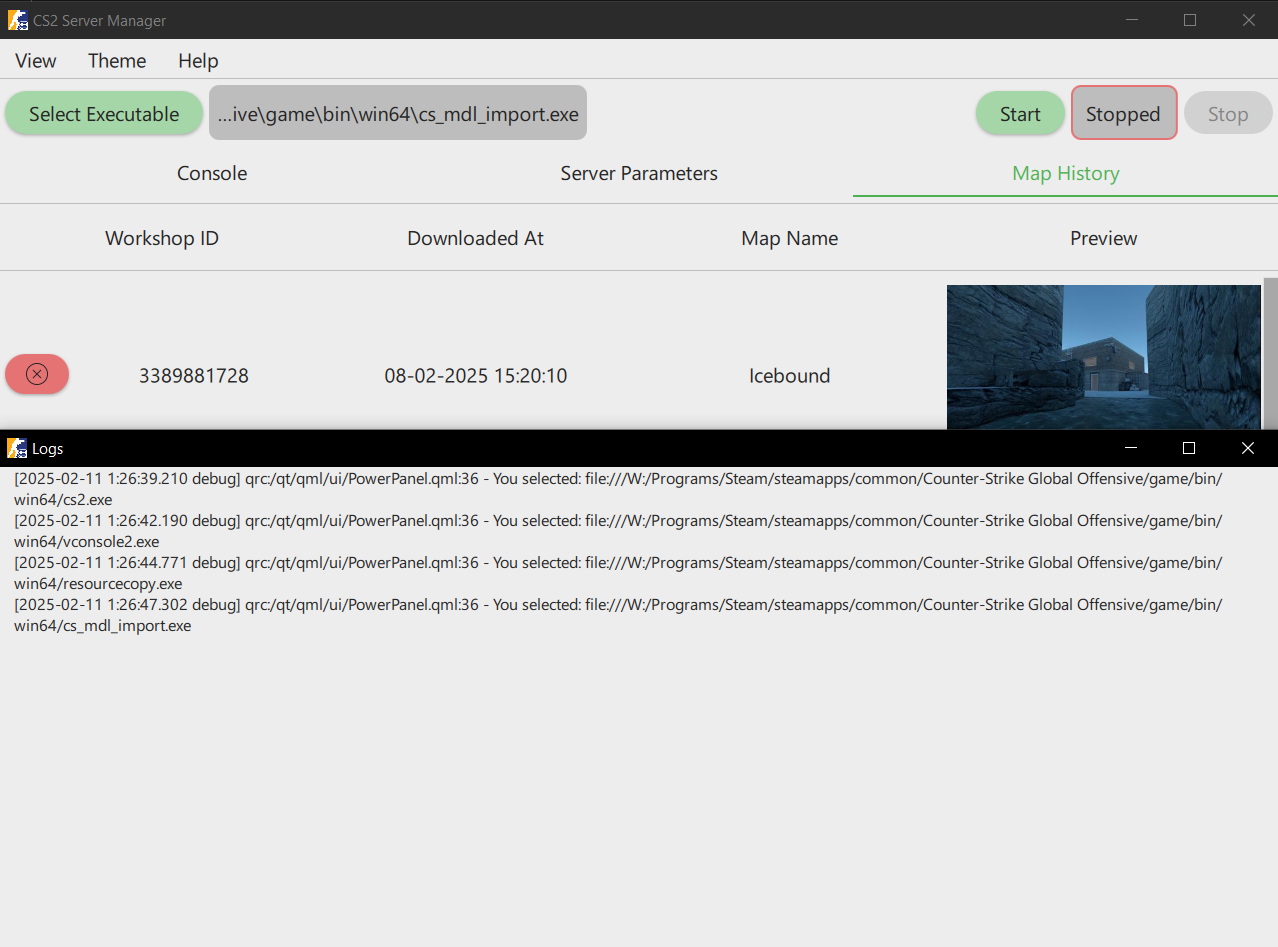 CS2 Server Manager
View Theme Help
Select Executable ...ive\game\bin\win64\cs_mdl_import.exe Start Stopped Stop
Console Server Parameters Map History
Workshop ID Downloaded At Map Name Preview
3389881728 08-02-2025 15:20:10 Icebound
Logs
[2025-02-11 1:26:39.210 debug] qrc:/qt/qml/ui/PowerPanel.qml:36 - You selected: file:///W:/Programs/Steam/steamapps/common/Counter-Strike Global Offensive/game/bin/
win64/cs2.exe
[2025-02-11 1:26:42.190 debug] qrc:/qt/qml/ui/PowerPanel.qml:36 - You selected: file:///W:/Programs/Steam/steamapps/common/Counter-Strike Global Offensive/game/bin/
win64/vconsole2.exe
[2025-02-11 1:26:44.771 debug] qrc:/qt/qml/ui/PowerPanel.qml:36 - You selected: file:///W:/Programs/Steam/steamapps/common/Counter-Strike Global Offensive/game/bin/
win64/resourcecopy.exe
[2025-02-11 1:26:47.302 debug] qrc:/qt/qml/ui/PowerPanel.qml:36 - You selected: file:///W:/Programs/Steam/steamapps/common/Counter-Strike Global Offensive/game/bin/
win64/cs_mdl_import.exe